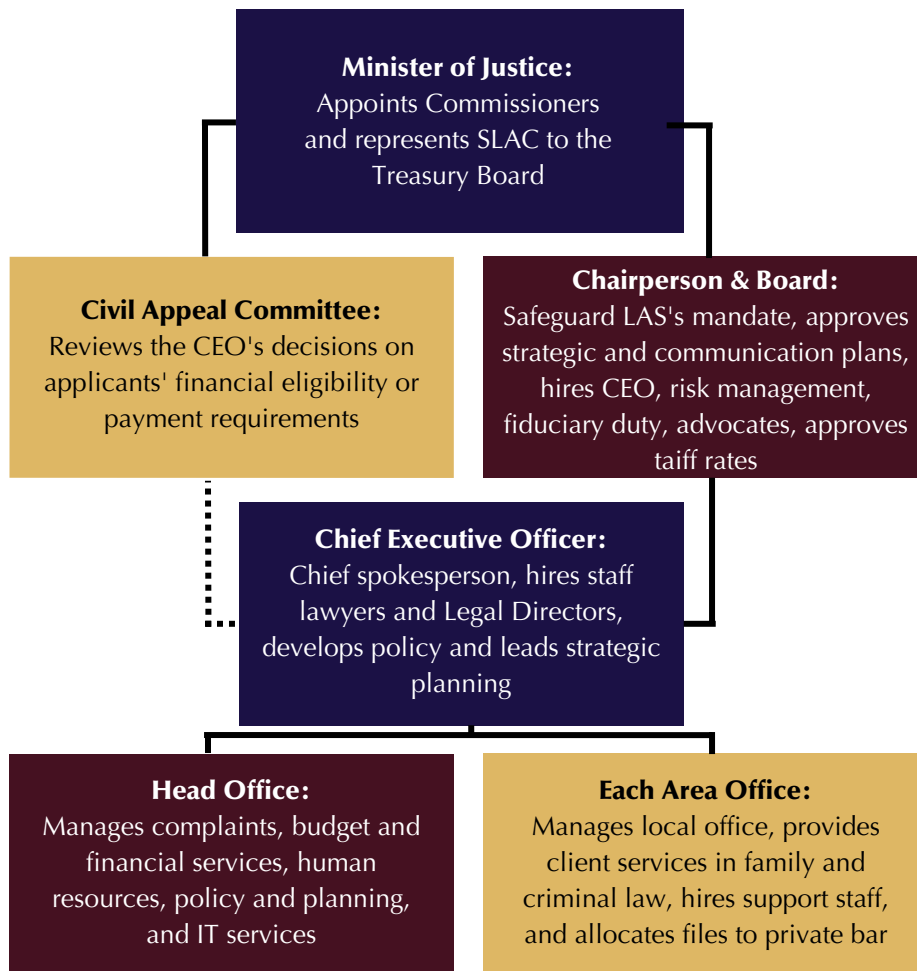 Minister of Justice:
Appoints Commissioners
and represents SLAC to the
Treasury Board
Civil Appeal Committee:
Reviews the CEO's decisions on
applicants' financial eligibility or
payment requirements
Chairperson & Board:
Safeguard LAS's mandate, approves
strategic and communication plans,
hires CEO, risk management,
fiduciary duty, advocates, approves
taiff rates
Chief Executive Officer:
Chief spokesperson, hires staff
lawyers and Legal Directors,
develops policy and leads strategic
planning
Head Office:
Manages complaints, budget and
financial services, human
resources, policy and planning,
and IT services
Each Area Office:
Manages local office, provides
client services in family and
criminal law, hires support staff,
and allocates files to private bar